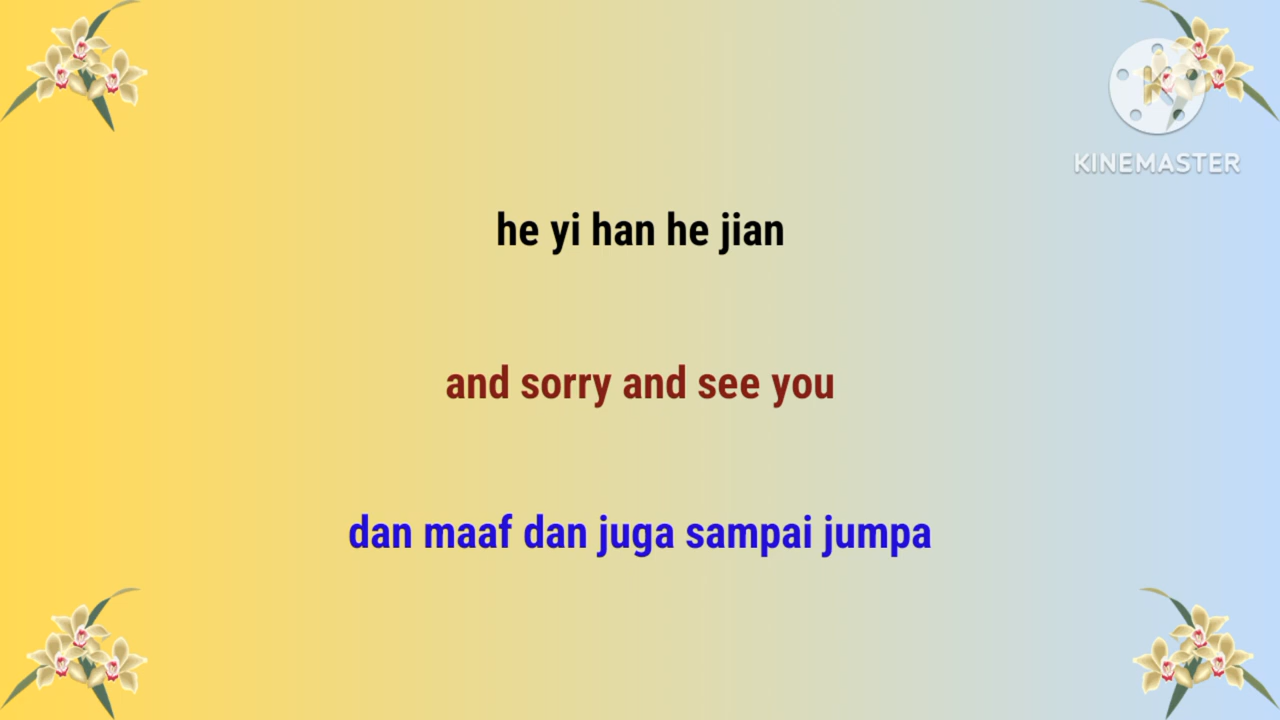 KINEMASTER
he yi han he jian
and sorry and see you
dan maaf dan juga sampai jumpa